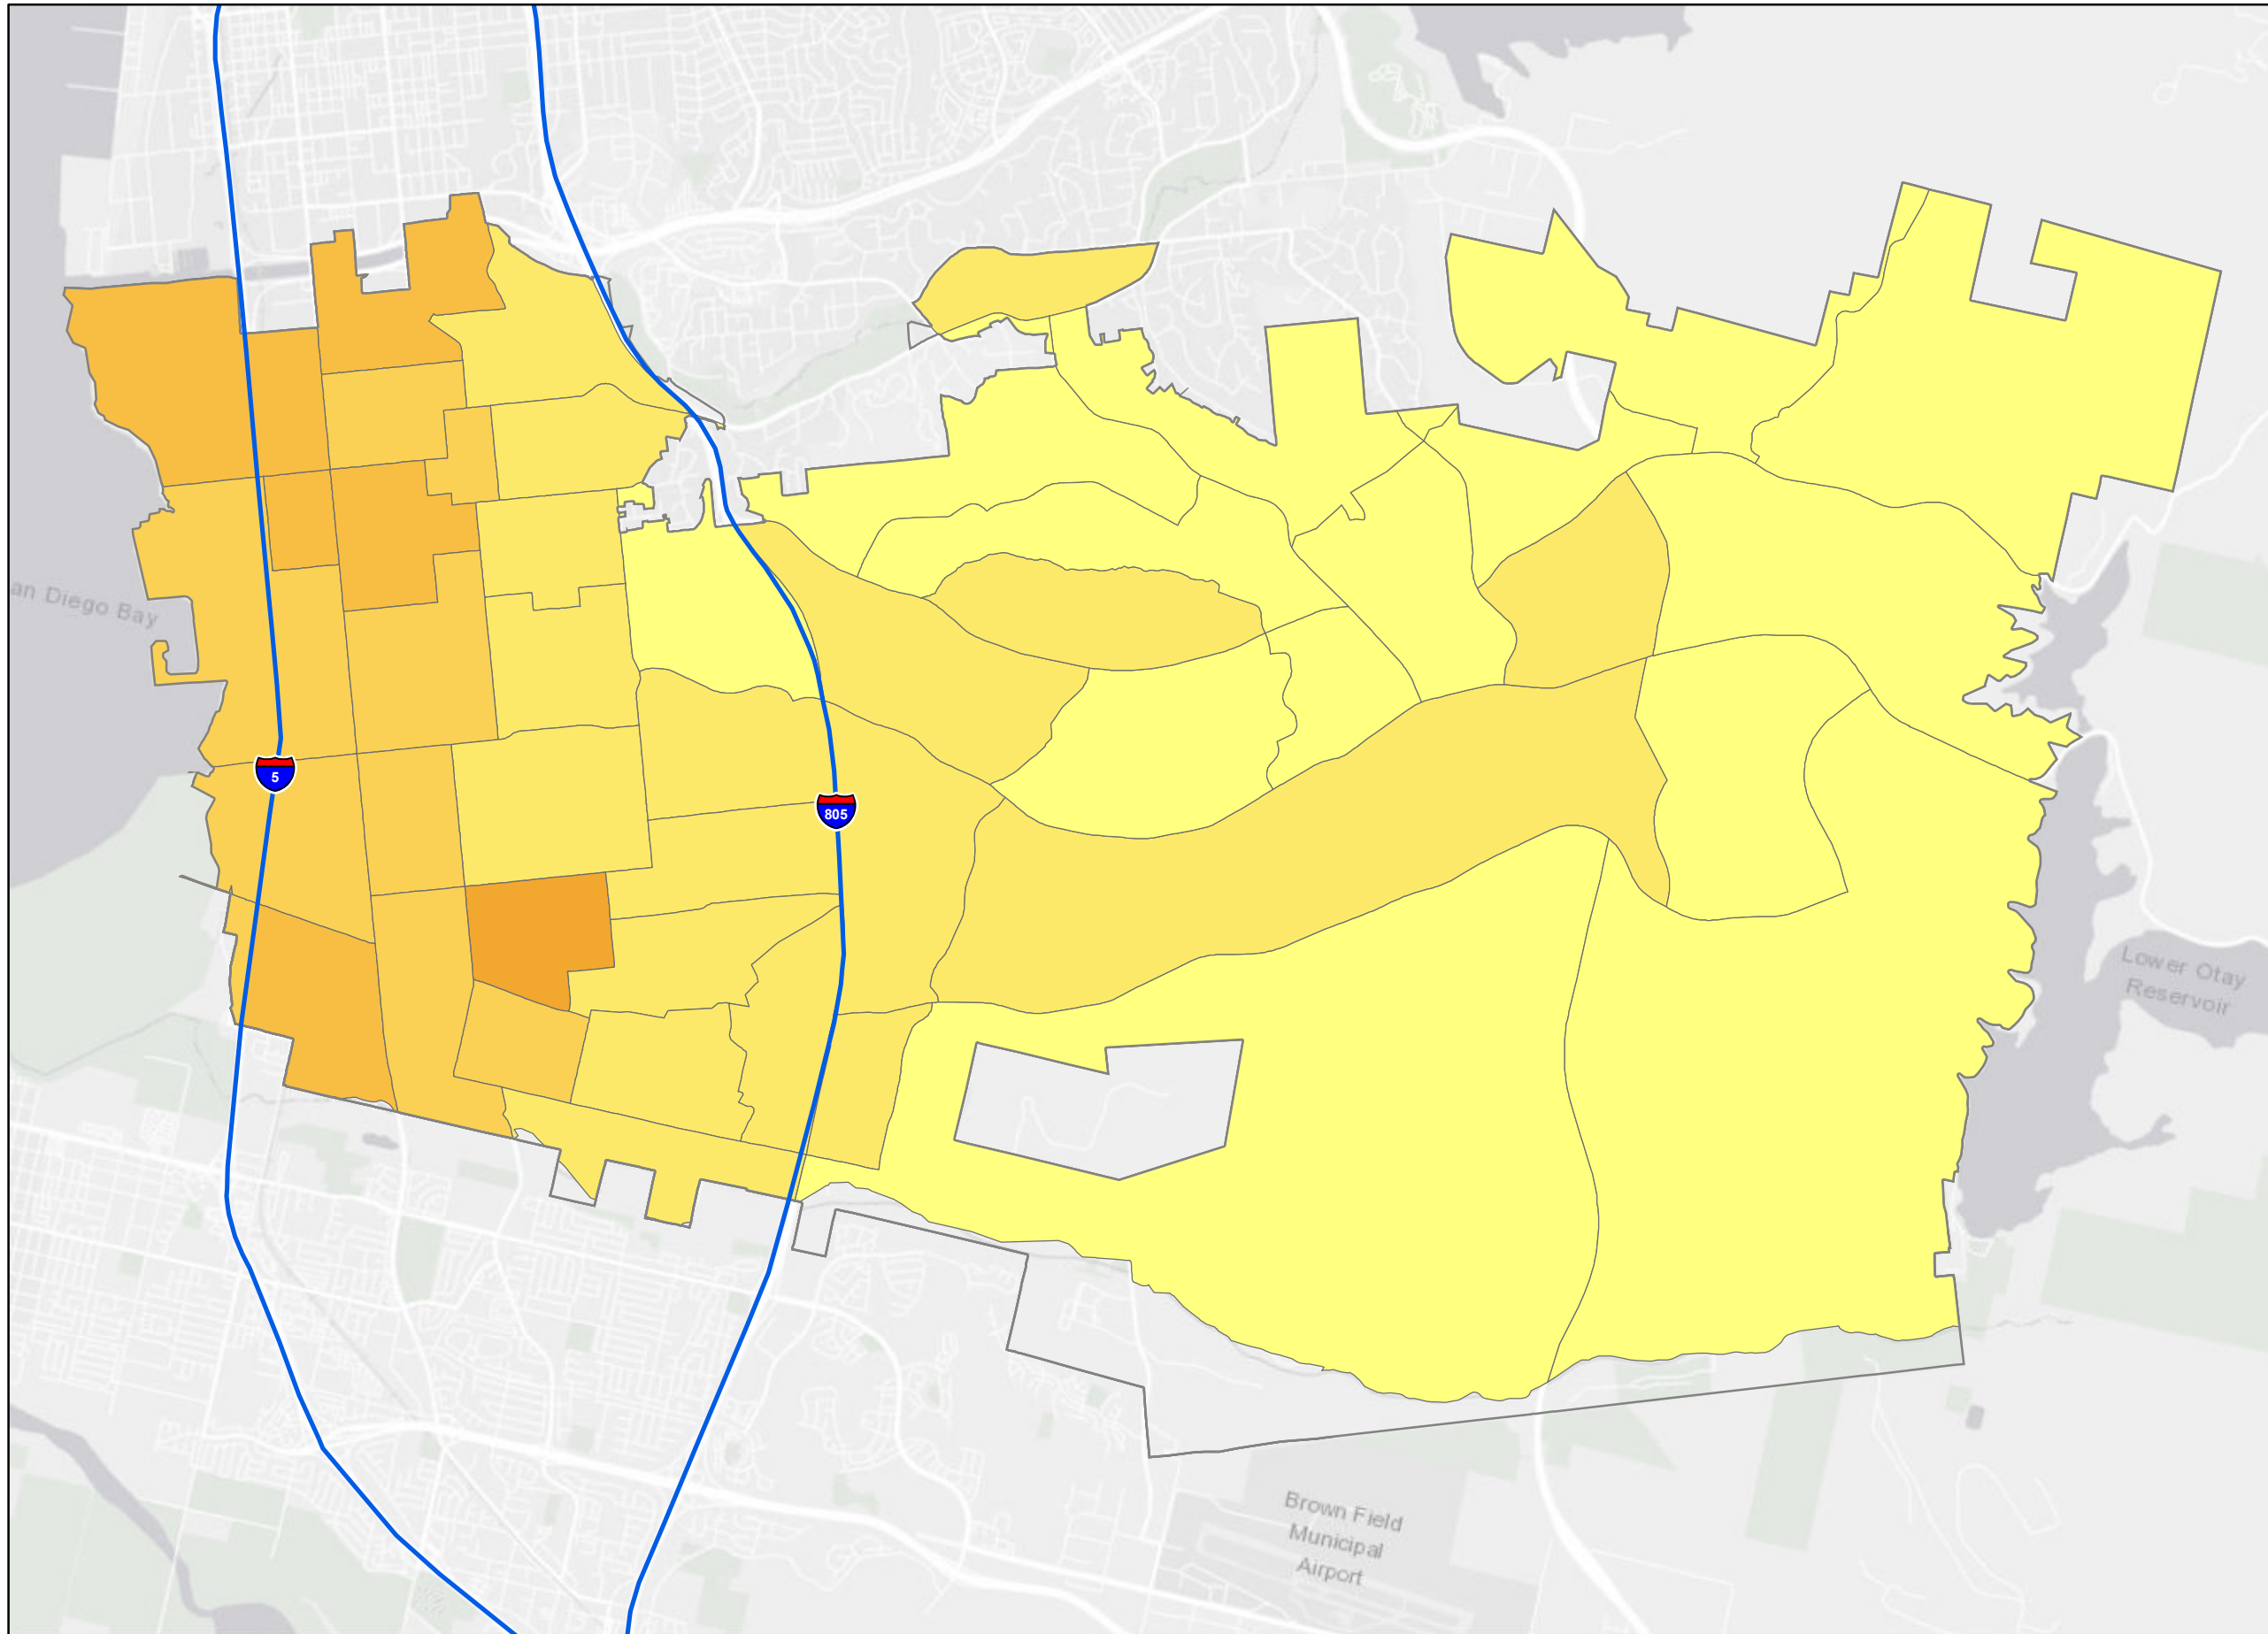 an Diego Bay
5
805
Lower Otay
Reservoir
Brown Field
Municipal
Airport